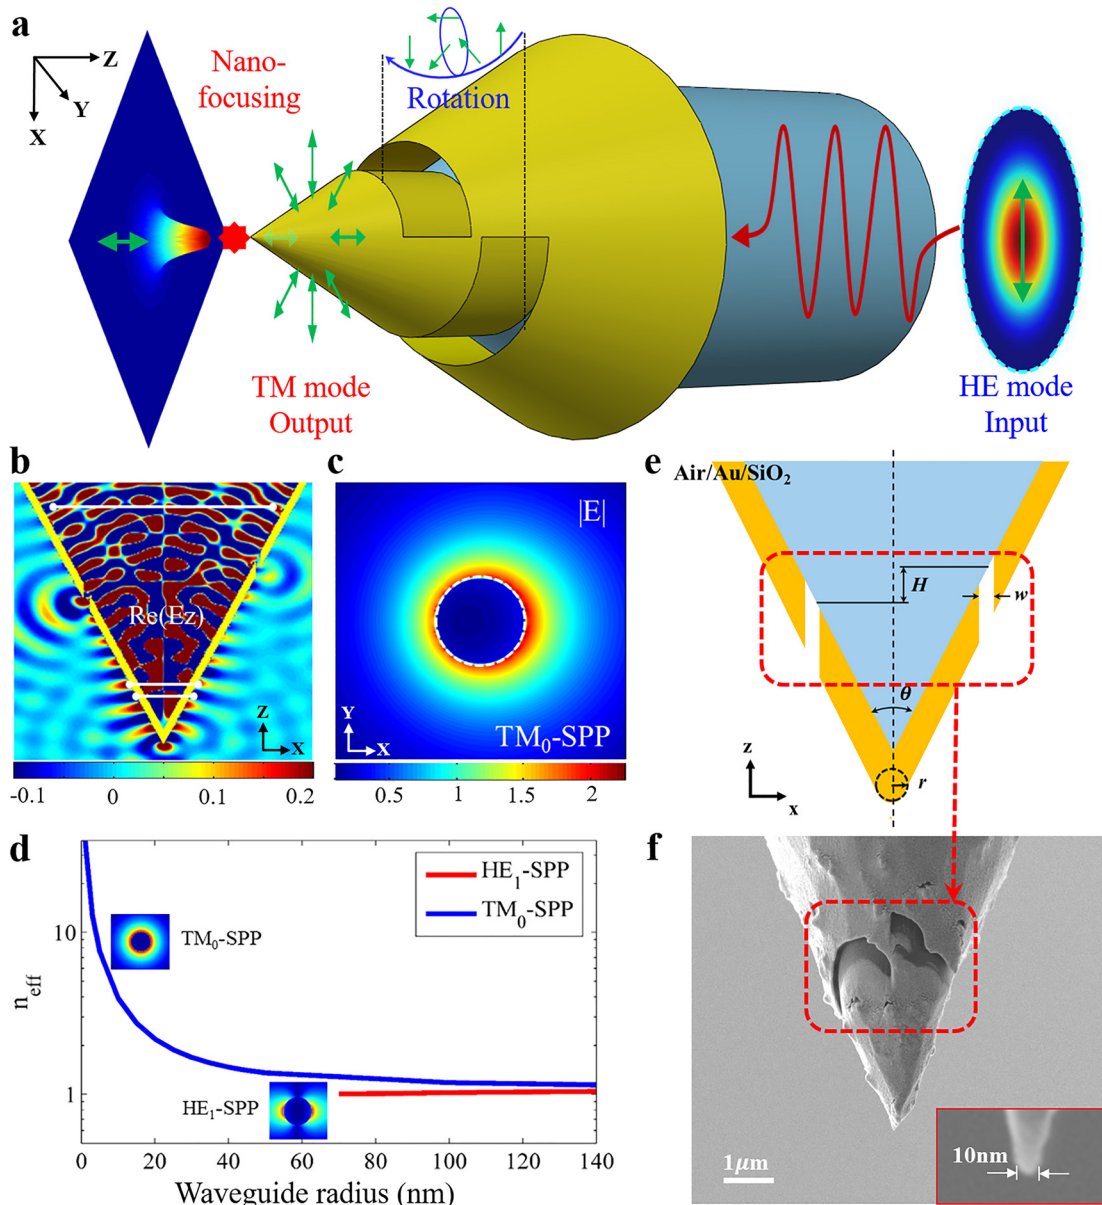 a
Z
Y
X
Nano-
focusing
Rotation
TM mode
Output
HE mode
Input
b
Re(Ez)
Z
X
-0.1
0
0.1
0.2
c
|E|
Y
X
TM₀-SPP
0.5
1
1.5
2
e
Air/Au/SiO₂
H
w
θ
r
z
x
d
HE₁-SPP
TM₀-SPP
TM₀-SPP
HE₁-SPP
10
1
n_eff
0
20
40
60
80
100
120
140
Waveguide radius (nm)
f
1μm
10nm